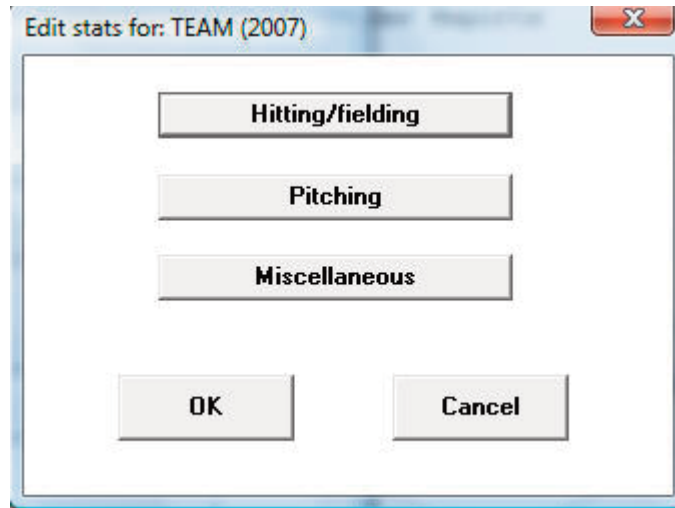 Edit stats for: TEAM (2007)
Hitting/fielding
Pitching
Miscellaneous
OK
Cancel